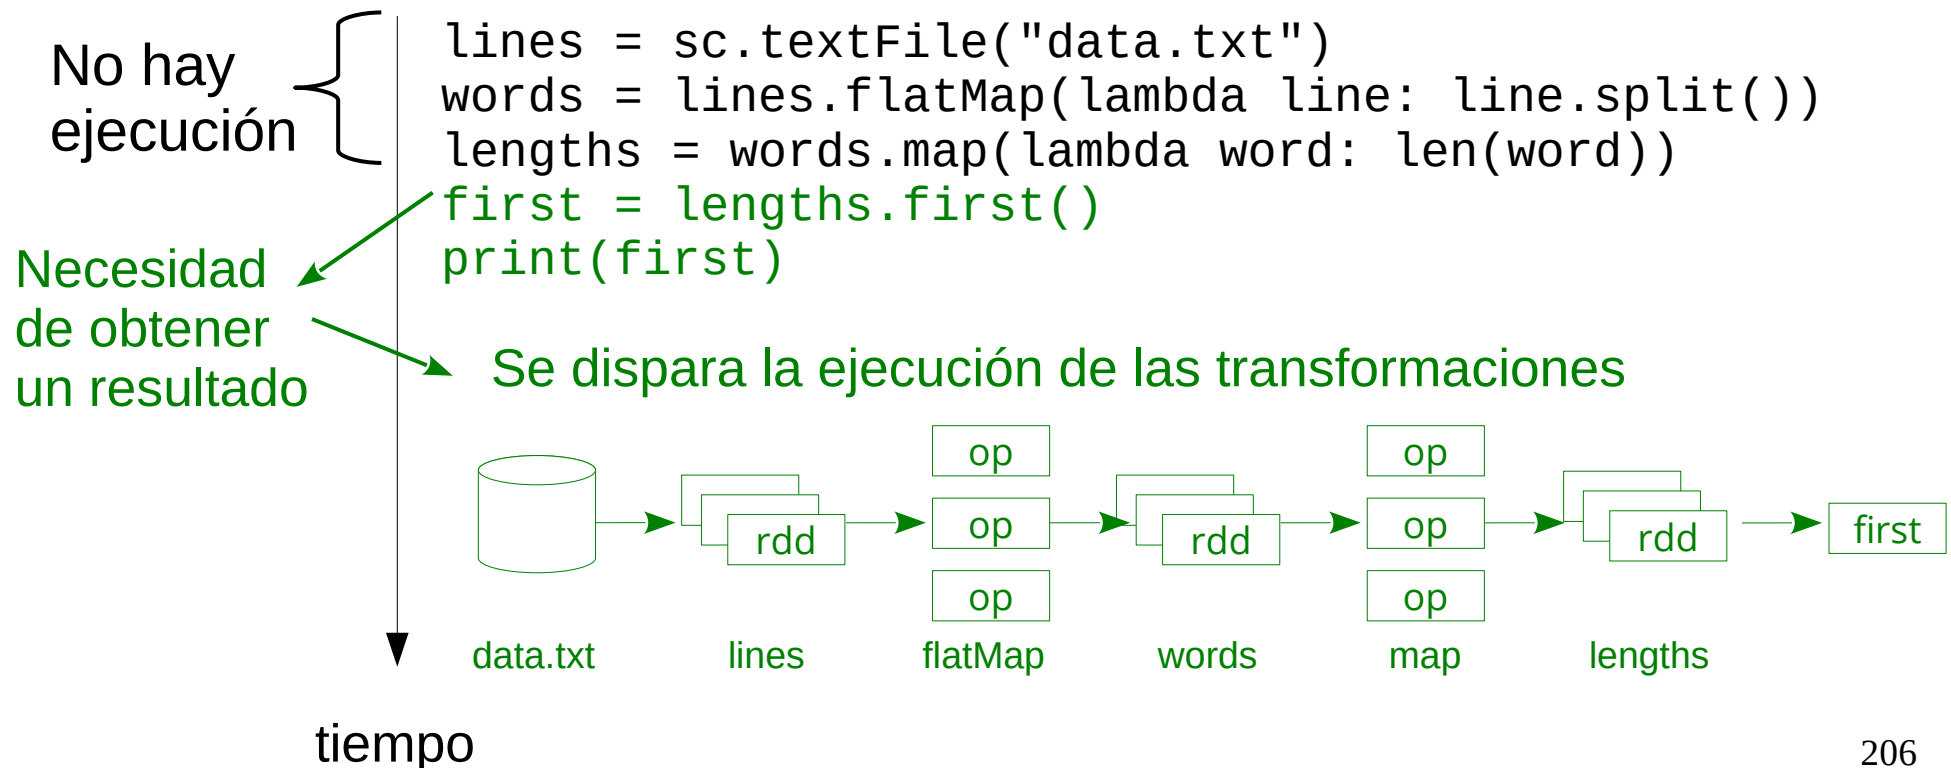 No hay
ejecución
lines = sc.textFile("data.txt")
words = lines.flatMap(lambda line: line.split())
lengths = words.map(lambda word: len(word))
first = lengths.first()
print(first)
Necesidad
de obtener
un resultado
Se dispara la ejecución de las transformaciones
op
op
op
op
op
op
rdd
rdd
rdd
first
data.txt
lines
flatMap
words
map
lengths
tiempo
206